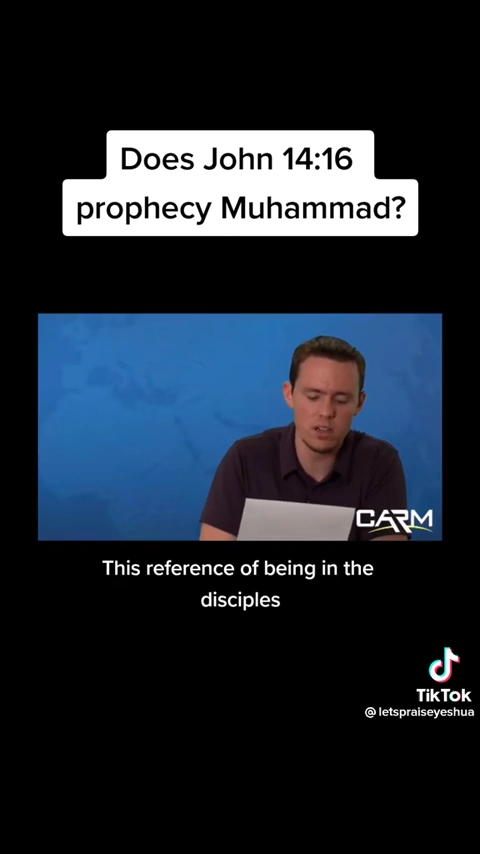 Does John 14:16
prophecy Muhammad?
CARM
This reference of being in the
disciples
TikTok
@ letspraiseyeshua